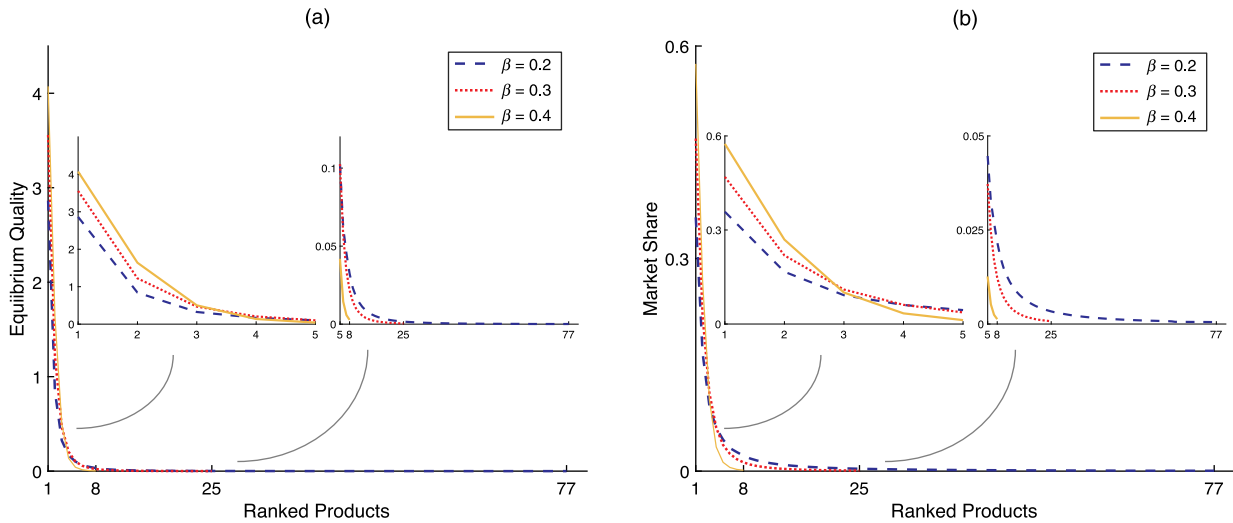 (a)
Equilibrium Quality
4
3
2
1
0
1 8 25 77
Ranked Products
β = 0.2
β = 0.3
β = 0.4
4
3
2
1
0
1 2 3 4 5
0.1
0.05
0
5 8 25 77
(b)
Market Share
0.6
0.3
0
1 8 25 77
Ranked Products
β = 0.2
β = 0.3
β = 0.4
0.6
0.3
0
1 2 3 4 5
0.05
0.025
0
5 8 25 77